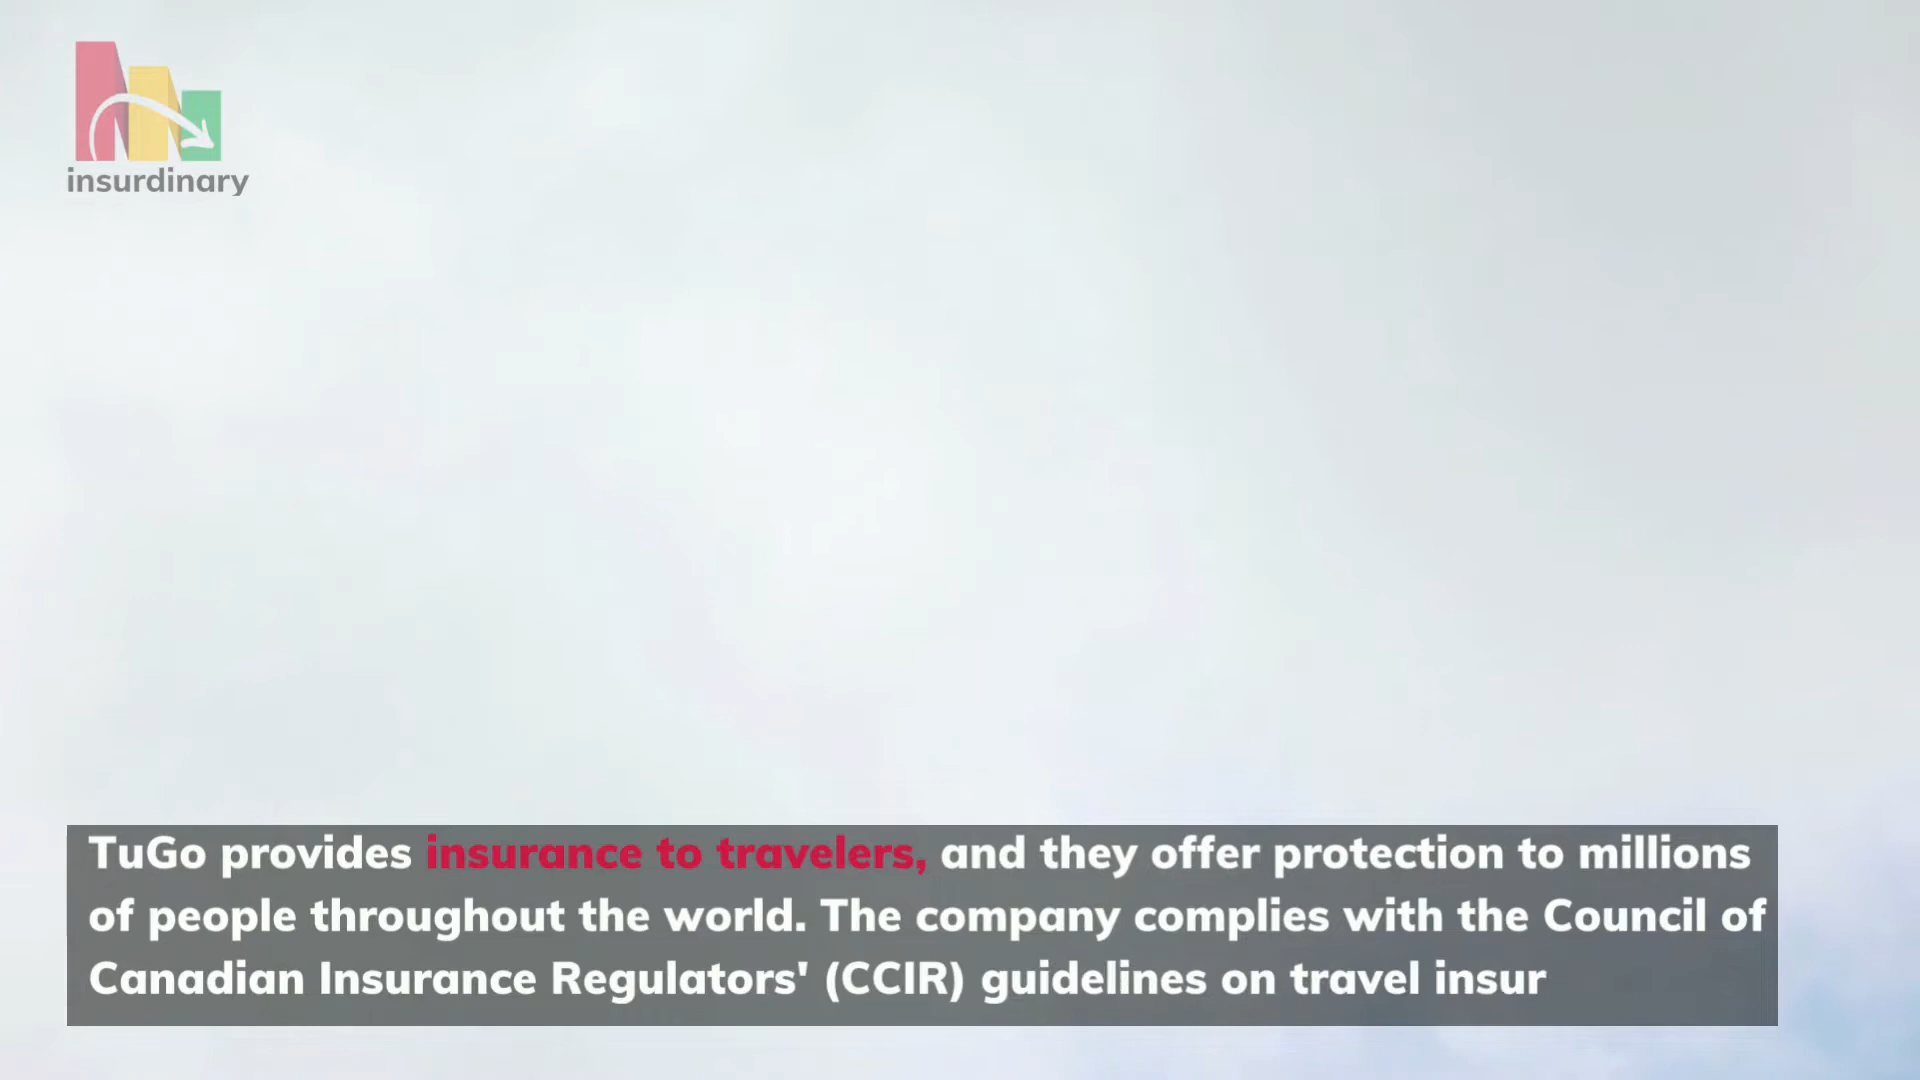 insurdinary
TuGo provides insurance to travelers, and they offer protection to millions
of people throughout the world. The company complies with the Council of
Canadian Insurance Regulators' (CCIR) guidelines on travel insur